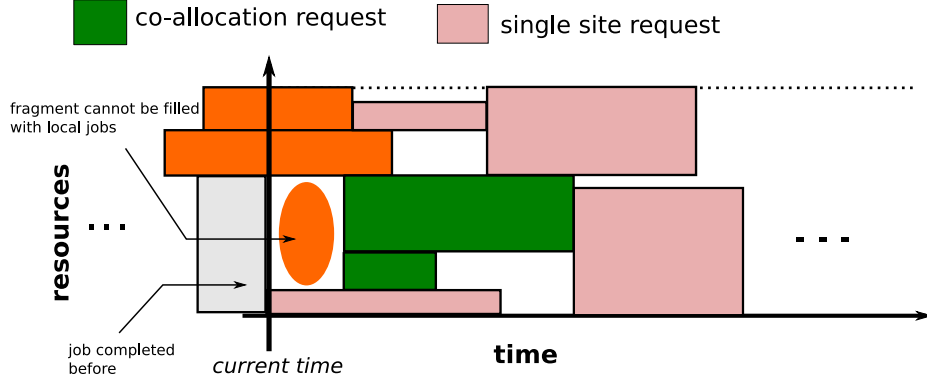 co-allocation request
single site request
fragment cannot be filled
with local jobs
resources
...
...
job completed
before
current time
time